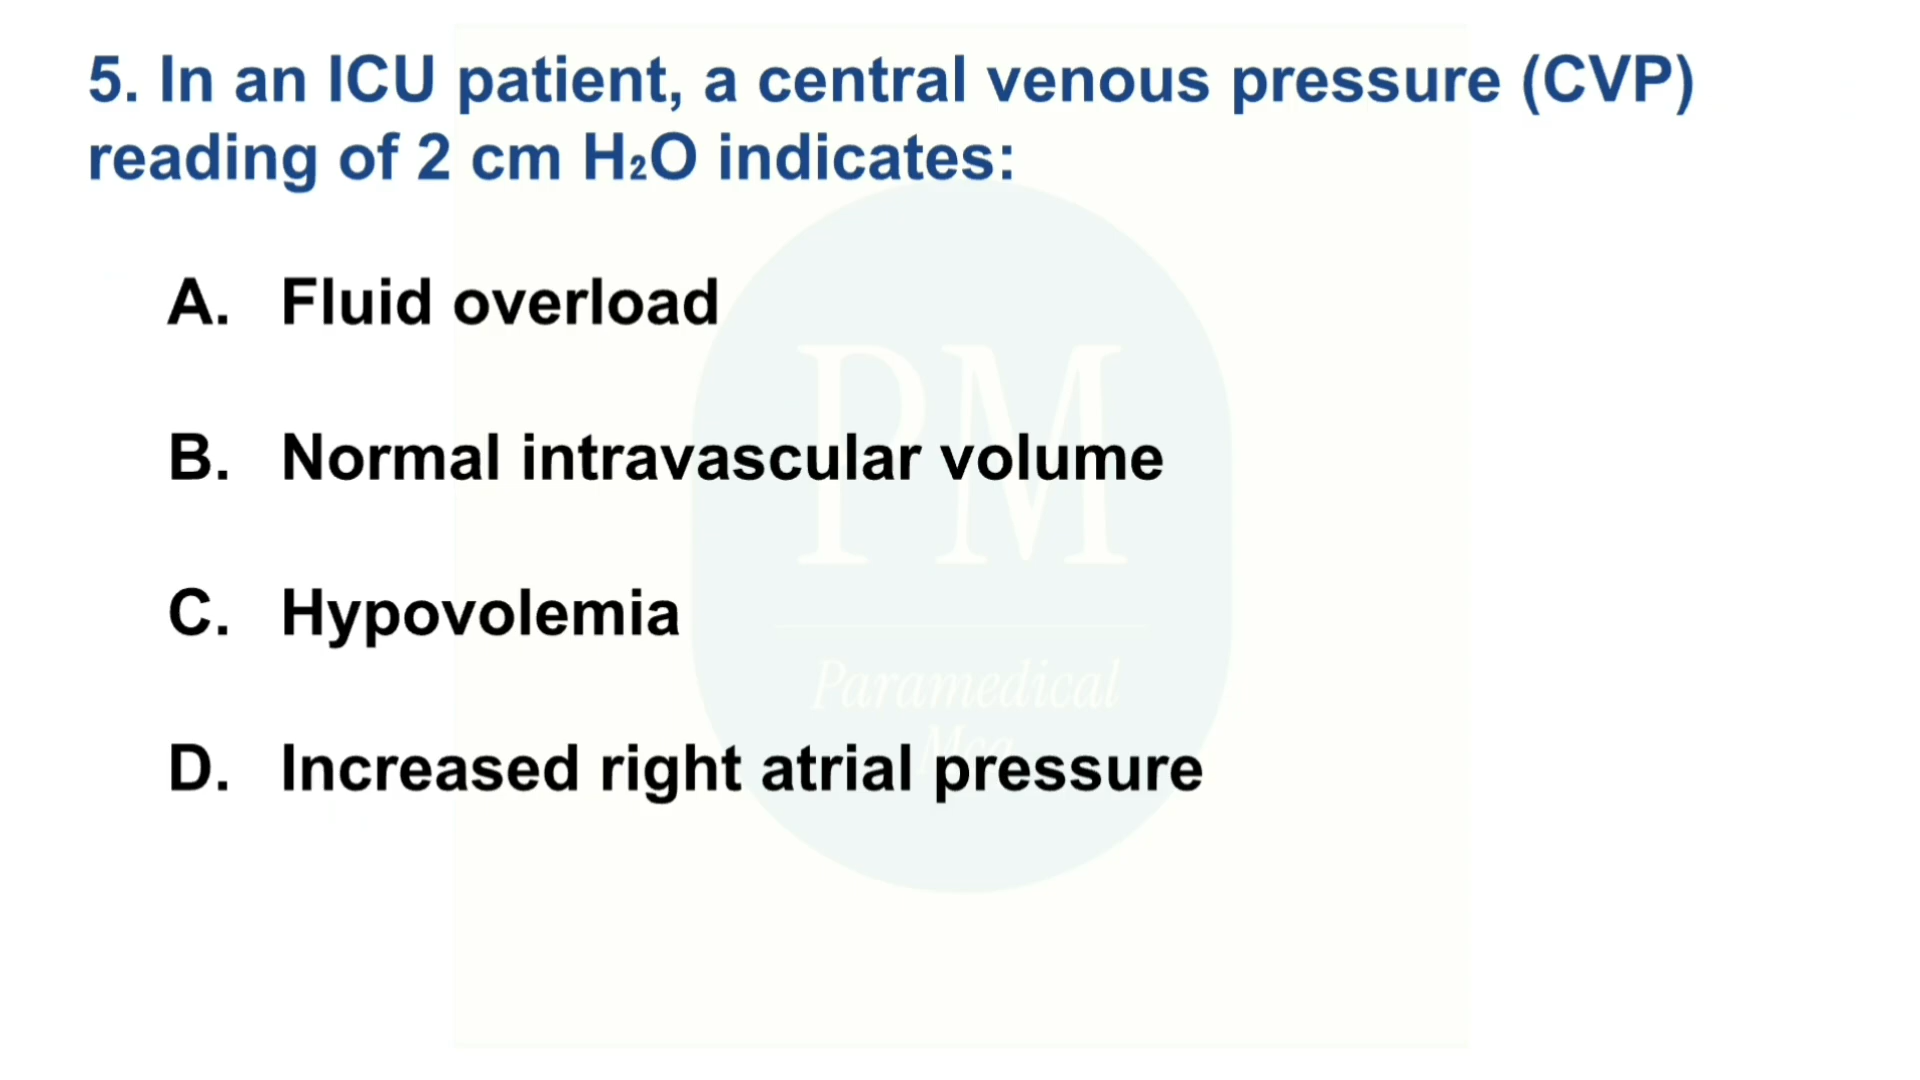 5. In an ICU patient, a central venous pressure (CVP)
reading of 2 cm H₂O indicates:
A. Fluid overload
B. Normal intravascular volume
C. Hypovolemia
D. Increased right atrial pressure
PM
Paramedical
Mcq